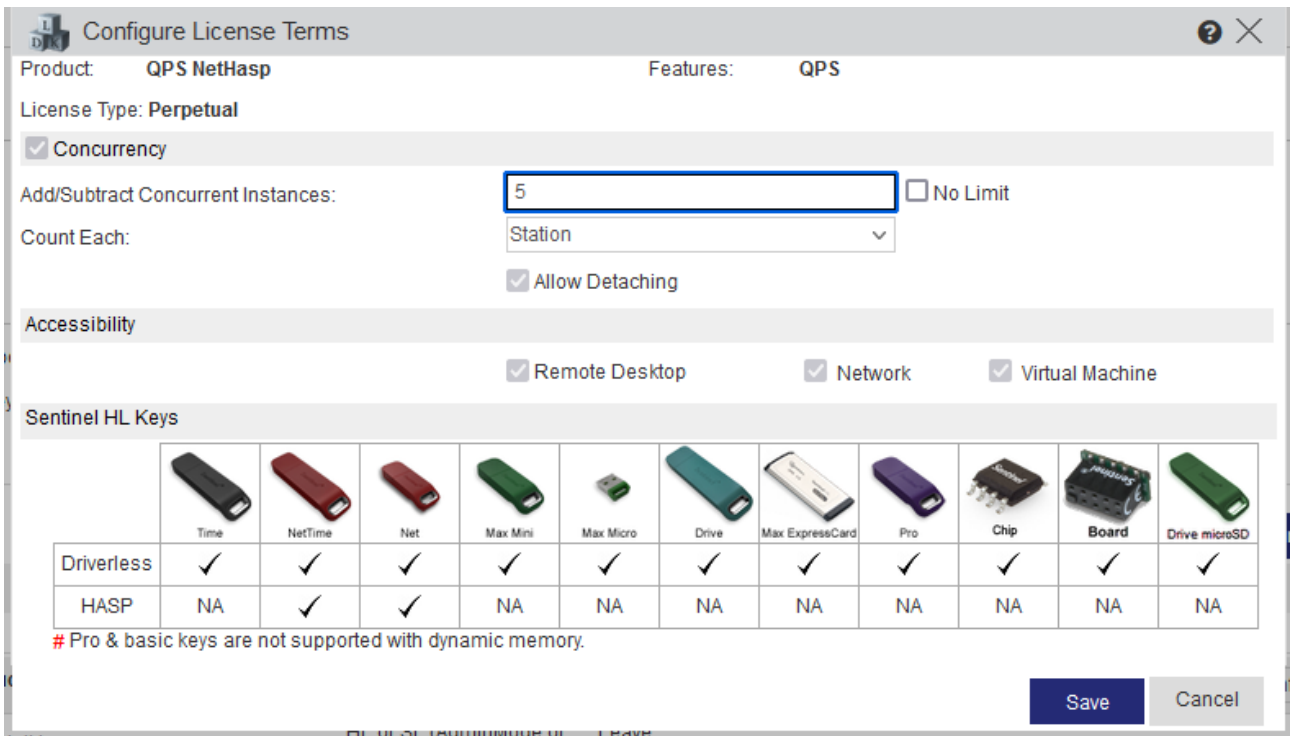 LDK Configure License Terms ?
Product: QPS NetHasp Features: QPS
License Type: Perpetual
Concurrency
Add/Subtract Concurrent Instances: 5 No Limit
Count Each: Station
Allow Detaching
Accessibility
Remote Desktop Network Virtual Machine
Sentinel HL Keys
Time NetTime Net Max Mini Max Micro Drive Max ExpressCard Pro Chip Board Drive microSD
Driverless
HASP NA NA NA NA NA NA NA NA NA
# Pro & basic keys are not supported with dynamic memory.
Save Cancel